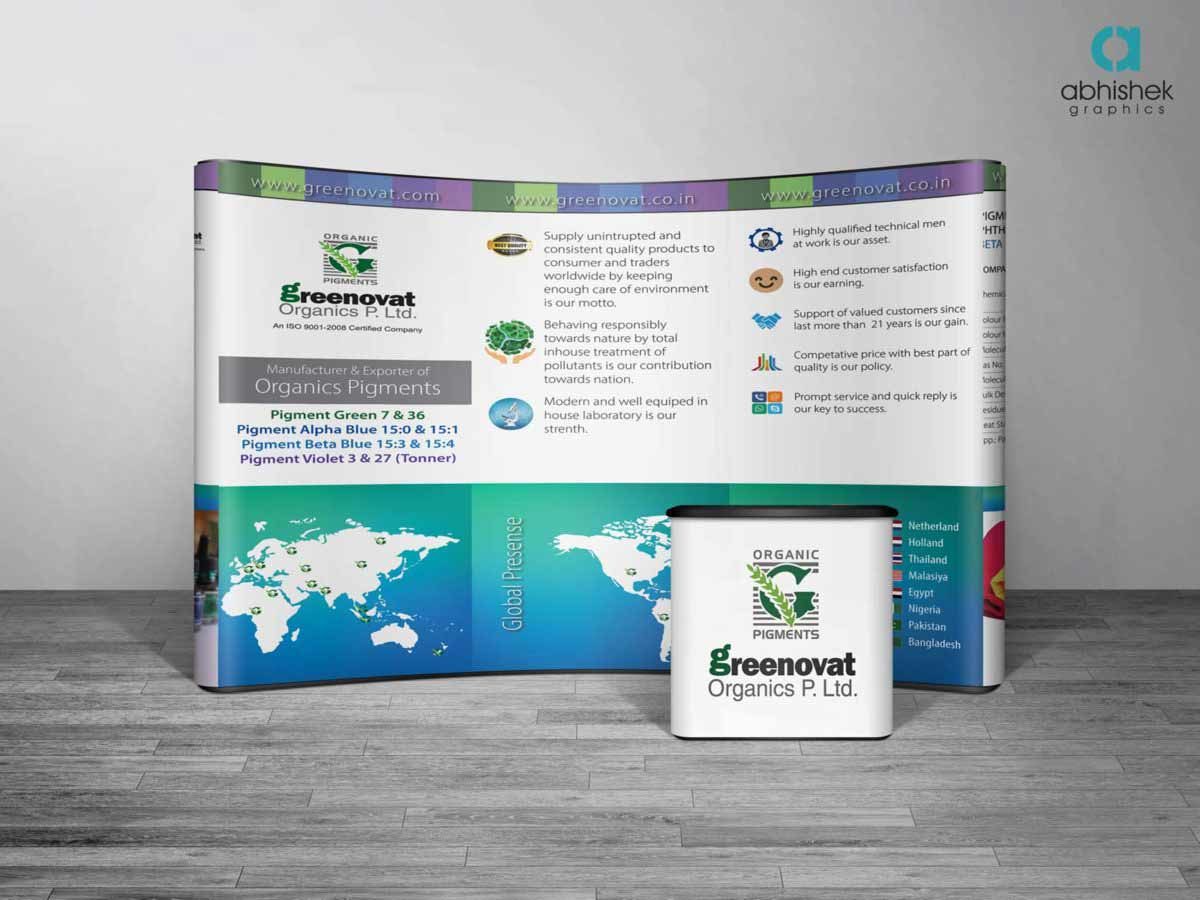 abhishek
graphics
www.greenovat.com
www.greenovat.co.in
www.greenovat.co.in
ORGANIC
G
PIGMENTS
greenovat
Organics P. Ltd.
An ISO 9001-2008 Certified Company
Manufacturer & Exporter of
Organics Pigments
Pigment Green 7 & 36
Pigment Alpha Blue 15:0 & 15:1
Pigment Beta Blue 15:3 & 15:4
Pigment Violet 3 & 27 (Tonner)
BEST QUALITY
Supply unintrupted and
consistent quality products to
consumer and traders
worldwide by keeping
enough care of environment
is our motto.
Behaving responsibly
towards nature by total
inhouse treatment of
pollutants is our contribution
towards nation.
Modern and well equiped in
house laboratory is our
strenth.
Highly qualified technical men
at work is our asset.
High end customer satisfaction
is our earning.
Support of valued customers since
last more than 21 years is our gain.
Competative price with best part of
quality is our policy.
Prompt service and quick reply is
our key to success.
Global Presense
Netherland
Holland
Thailand
Malasiya
Egypt
Nigeria
Pakistan
Bangladesh
ORGANIC
G
PIGMENTS
greenovat
Organics P. Ltd.